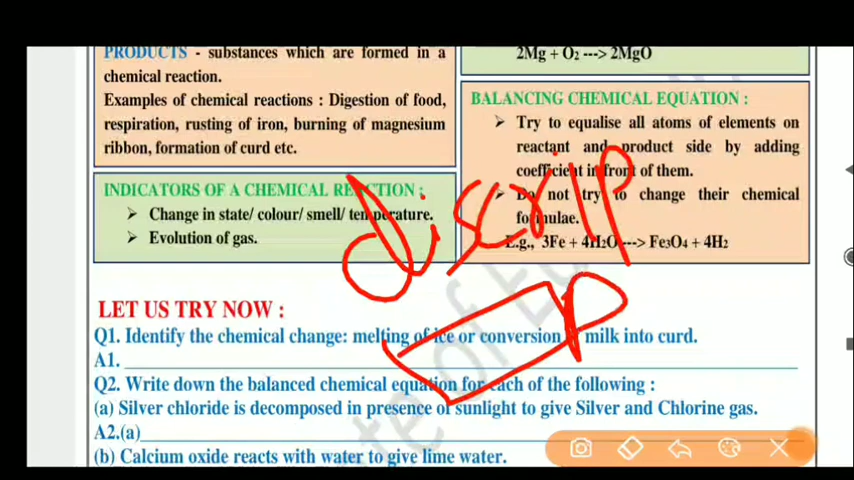 PRODUCTS - substances which are formed in a
chemical reaction.
Examples of chemical reactions : Digestion of food,
respiration, rusting of iron, burning of magnesium
ribbon, formation of curd etc.
INDICATORS OF A CHEMICAL REACTION :
➢ Change in state/ colour/ smell/ temperature.
➢ Evolution of gas.
2Mg + O₂ ---> 2MgO
BALANCING CHEMICAL EQUATION :
➢ Try to equalise all atoms of elements on
reactant and product side by adding
coefficient in front of them.
➢ Do not try to change their chemical
formulae.
E.g., 3Fe + 4H₂O ---> Fe₃O₄ + 4H₂
discrip
LET US TRY NOW :
Q1. Identify the chemical change: melting of ice or conversion milk into curd.
A1.
Q2. Write down the balanced chemical equation for each of the following :
(a) Silver chloride is decomposed in presence of sunlight to give Silver and Chlorine gas.
A2.(a)
(b) Calcium oxide reacts with water to give lime water.